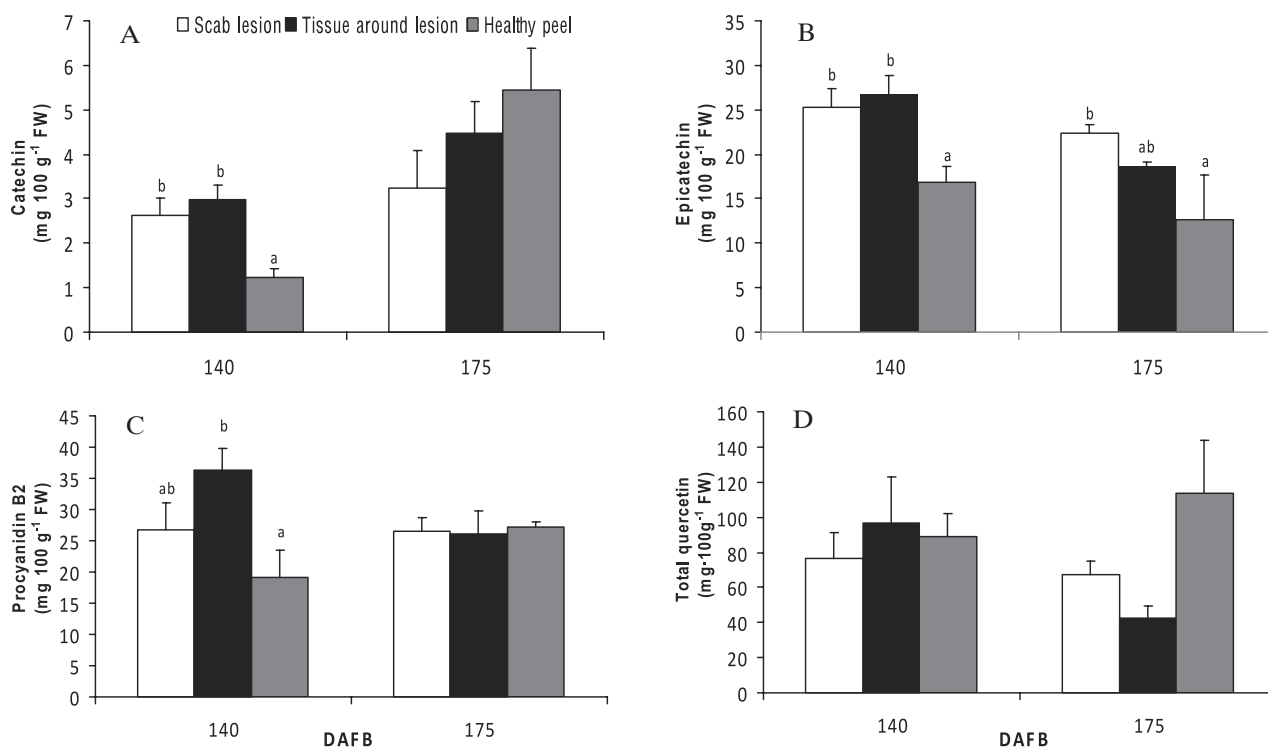 A
Scab lesion Tissue around lesion Healthy peel
Catechin
(mg 100 g-1 FW)
7
6
5
4
3
2
1
0
b
b
a
140
175
B
Epicatechin
(mg 100 g-1 FW)
35
30
25
20
15
10
5
0
b
b
a
b
ab
a
140
175
C
Procyanidin B2
(mg 100 g-1 FW)
45
40
35
30
25
20
15
10
5
0
ab
b
a
140
175
DAFB
D
Total quercetin
(mg·100g-1 FW)
160
140
120
100
80
60
40
20
0
140
175
DAFB